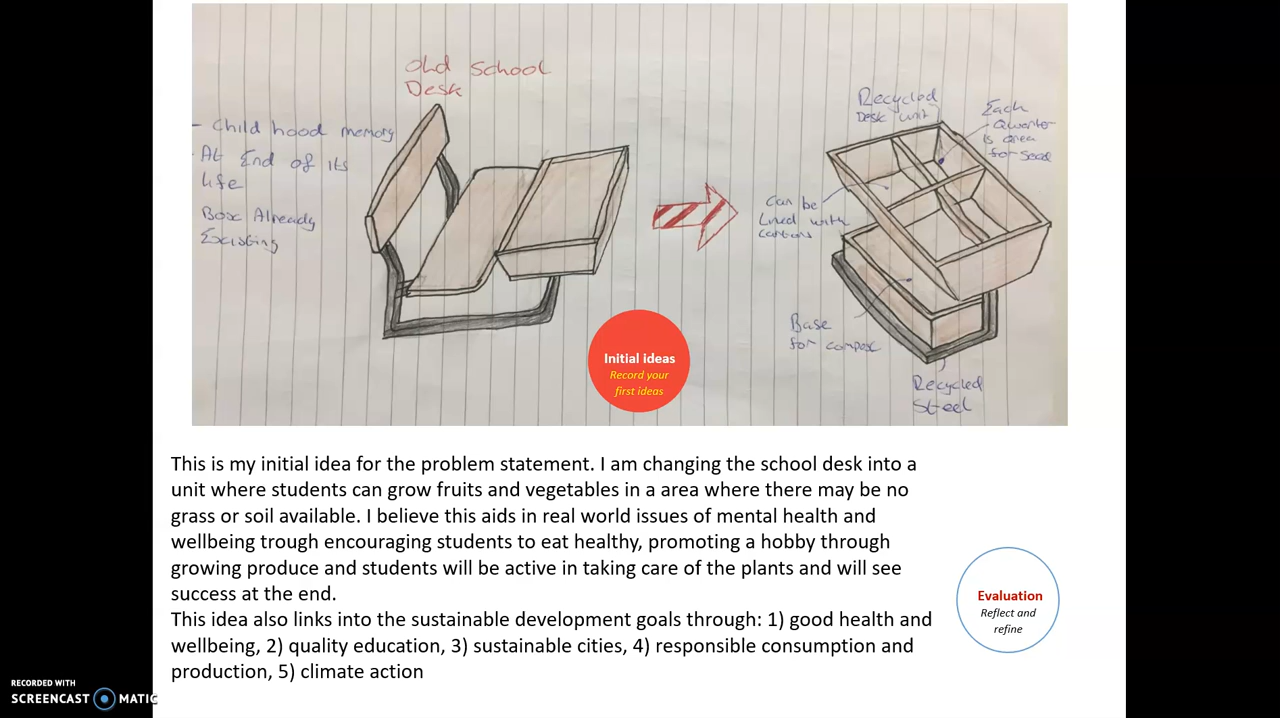 Old School
Desk
- Child hood memory
- At End of its
life
Box Already
Existing
Recycled
Desk unit
Each
Quarter
is area
for seed
Can be
Lined with
cartons
Base
for compost
Recycled
Steel
Initial ideas
Record your
first ideas
This is my initial idea for the problem statement. I am changing the school desk into a
unit where students can grow fruits and vegetables in a area where there may be no
grass or soil available. I believe this aids in real world issues of mental health and
wellbeing trough encouraging students to eat healthy, promoting a hobby through
growing produce and students will be active in taking care of the plants and will see
success at the end.
This idea also links into the sustainable development goals through: 1) good health and
wellbeing, 2) quality education, 3) sustainable cities, 4) responsible consumption and
production, 5) climate action
Evaluation
Reflect and
refine
RECORDED WITH
SCREENCAST MATIC